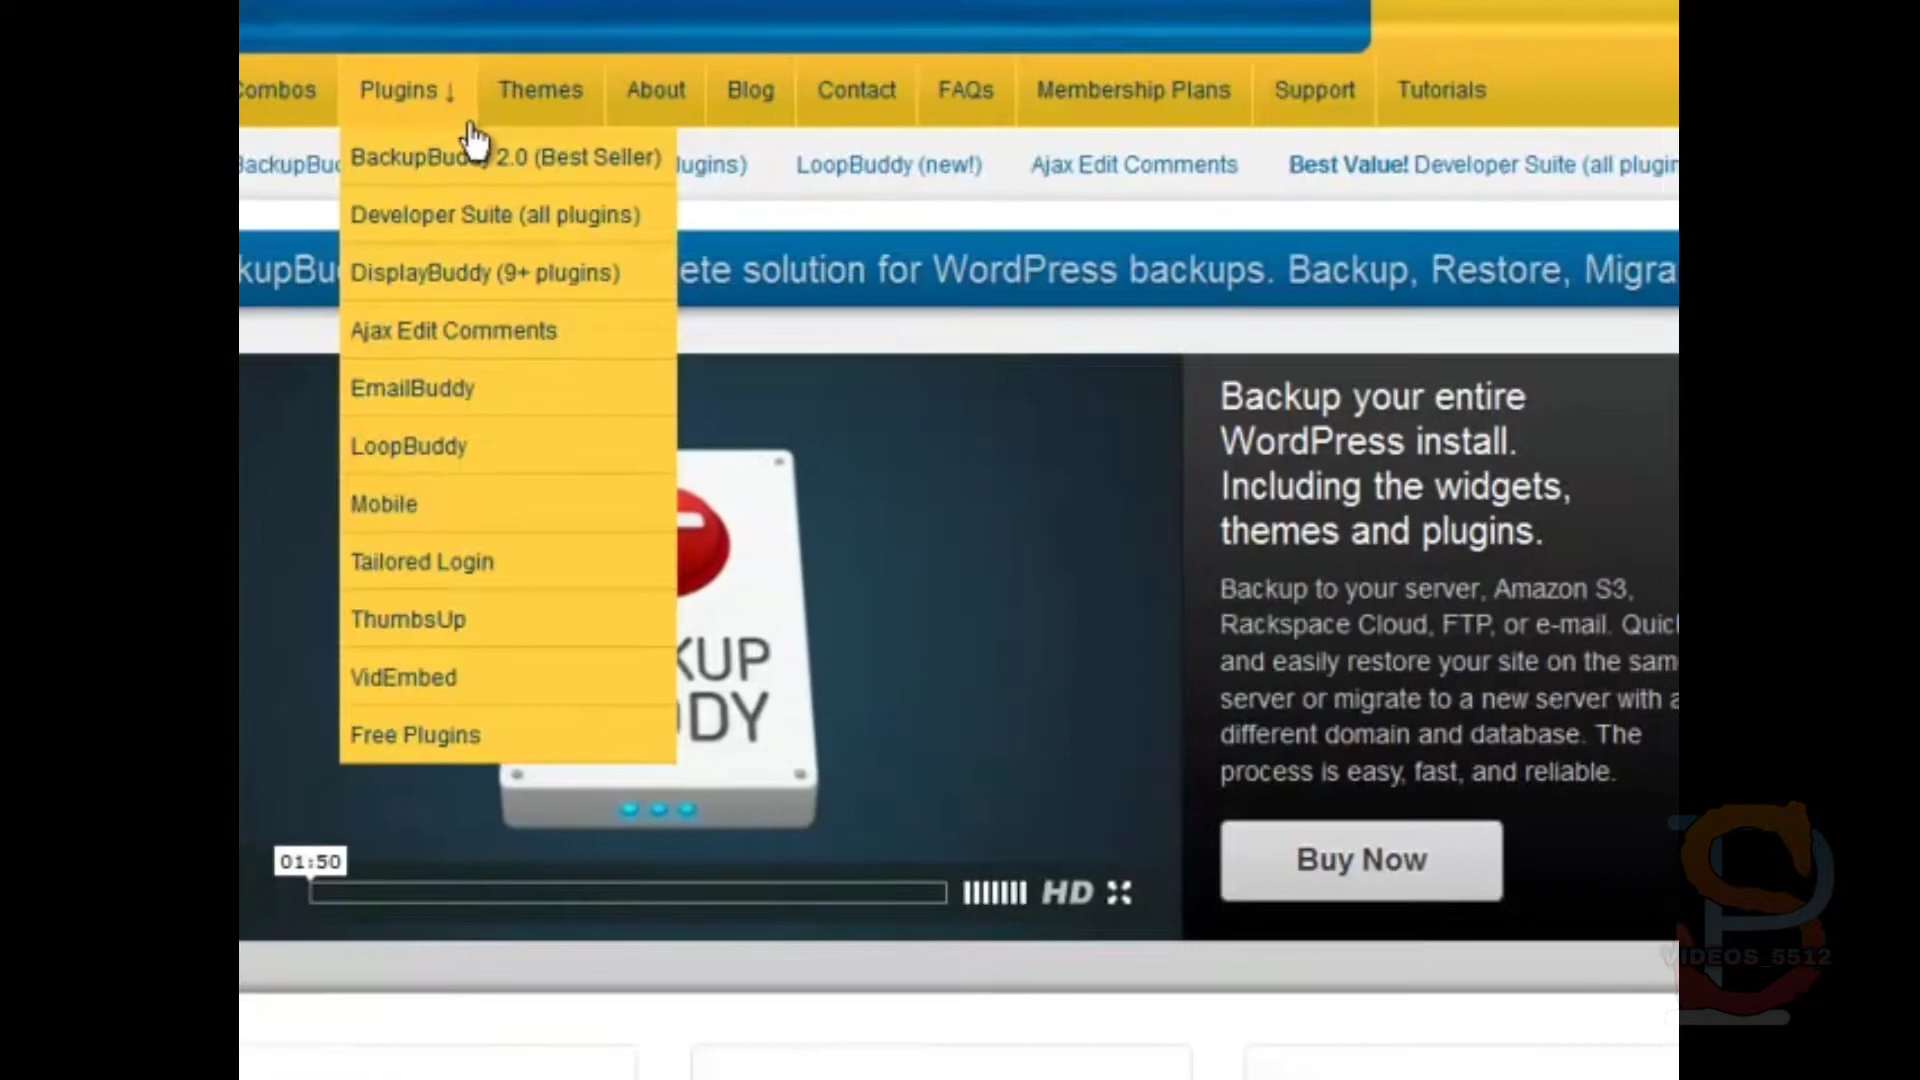 Combos Plugins ↓ Themes About Blog Contact FAQs Membership Plans Support Tutorials
BackupBuddy 2.0 (Best Seller)
lugins) LoopBuddy (new!) Ajax Edit Comments Best Value! Developer Suite (all plugin
Developer Suite (all plugins)
kupBu
ete solution for WordPress backups. Backup, Restore, Migra
DisplayBuddy (9+ plugins)
Ajax Edit Comments
EmailBuddy
LoopBuddy
Mobile
Tailored Login
ThumbsUp
VidEmbed
Free Plugins
KUP
DY
01:50
HD
Backup your entire
WordPress install.
Including the widgets,
themes and plugins.
Backup to your server, Amazon S3,
Rackspace Cloud, FTP, or e-mail. Quick
and easily restore your site on the sam
server or migrate to a new server with a
different domain and database. The
process is easy, fast, and reliable.
Buy Now
VIDEOS_5512